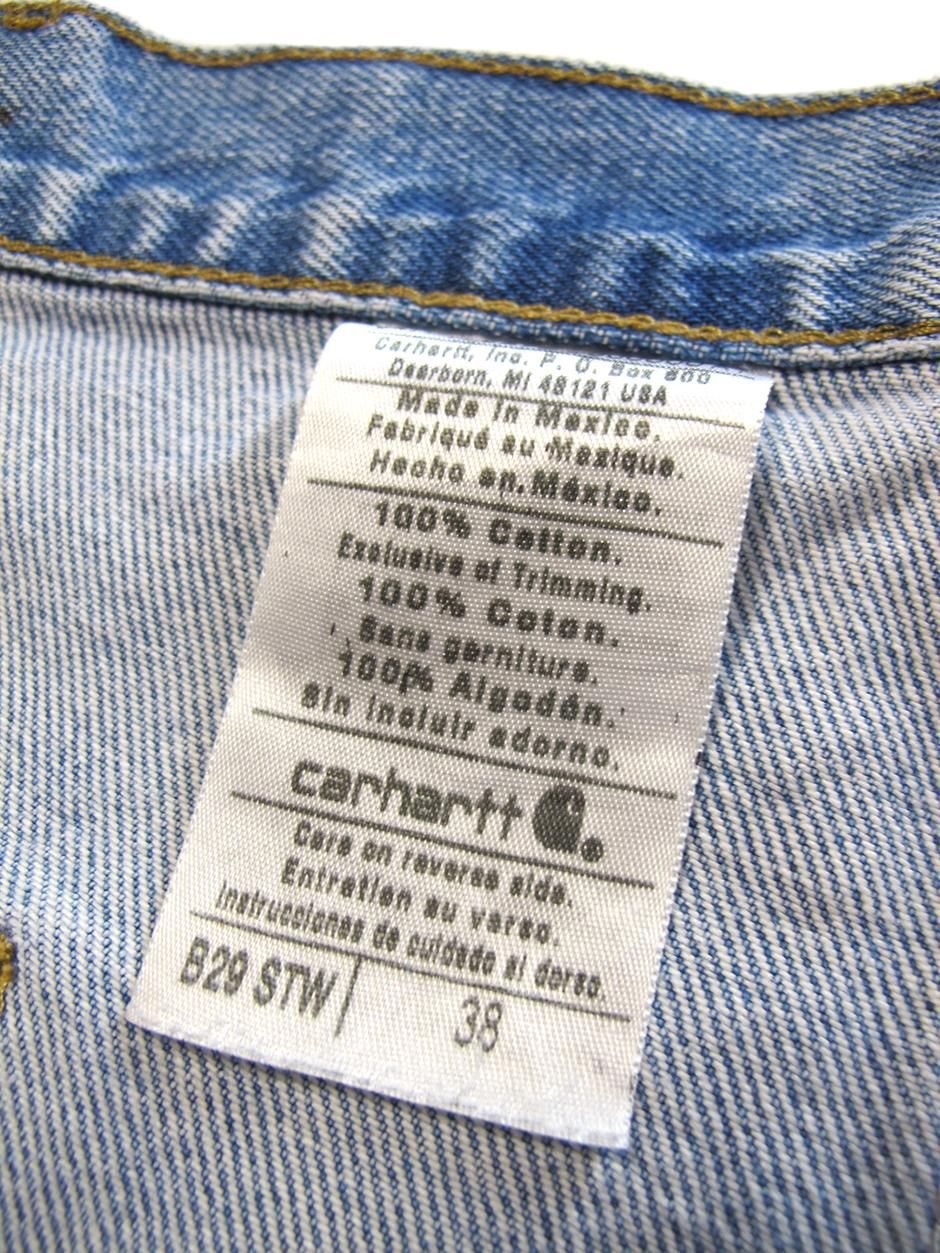 Carhartt, Inc. P. O. Box 600
Dearborn, MI 48121 USA
Made in Mexico.
Fabriqué au Mexique.
Hecho en México.
100% Cotton.
Exclusive of Trimming.
100% Coton.
Sans garniture.
100% Algodón.
Sin incluir adorno.
carhartt
Care on reverse side.
Entretien au verso.
Instrucciones de cuidado al dorso.
B29 STW 38